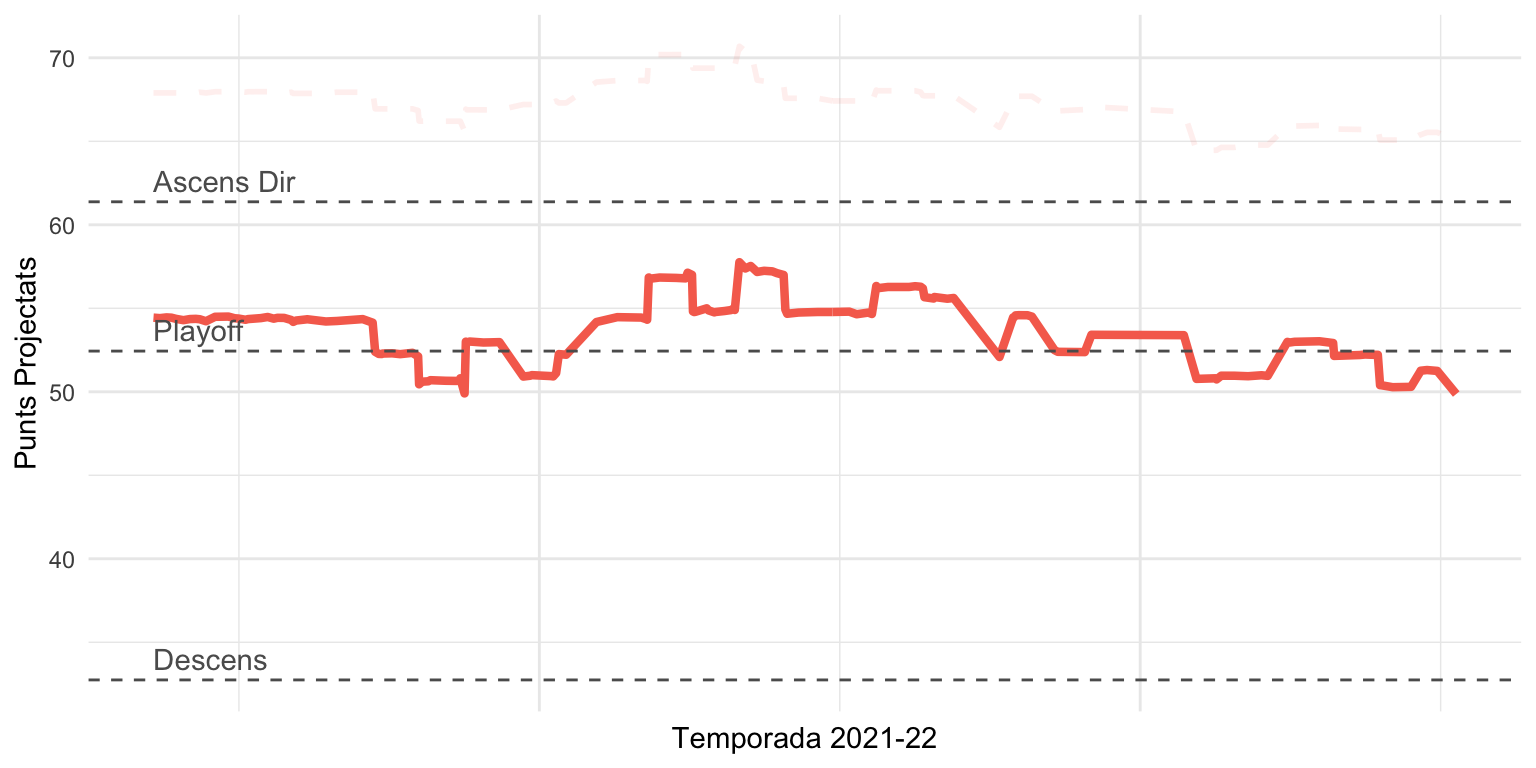 70
Ascens Dir
60
Playoff
50
40
Descens
Punts Projectats
Temporada 2021-22